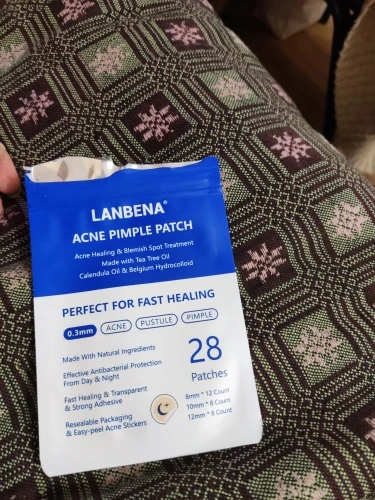 LANBENA®
ACNE PIMPLE PATCH
Acne Healing & Blemish Spot Treatment
Made with Tea Tree Oil
Calendula Oil & Belgium Hydrocolloid
PERFECT FOR FAST HEALING
0.3mm ACNE PUSTULE PIMPLE
Made With Natural Ingredients
Effective Antibacterial Protection
From Day & Night
Fast Healing & Transparent
& Strong Adhesive
Resealable Packaging
& Easy-peel Acne Stickers
28
Patches
8mm * 12 Count
10mm * 8 Count
12mm * 8 Count